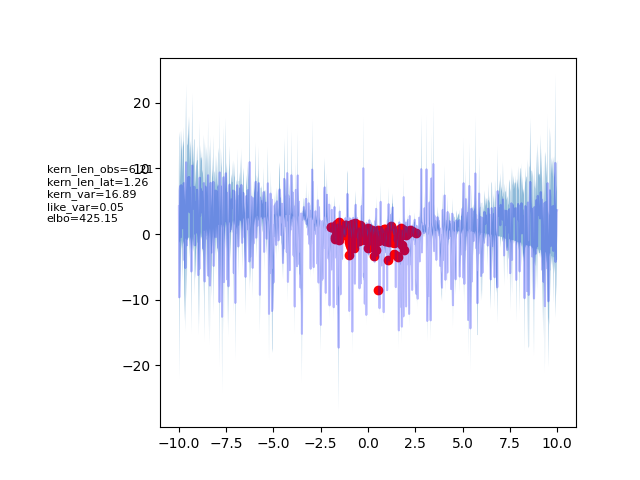 20
10
kern_len_obs=6.21
kern_len_lat=1.26
kern_var=16.89
like_var=0.05
elbo=425.15
0
−10
−20
−10.0 −7.5 −5.0 −2.5 0.0 2.5 5.0 7.5 10.0